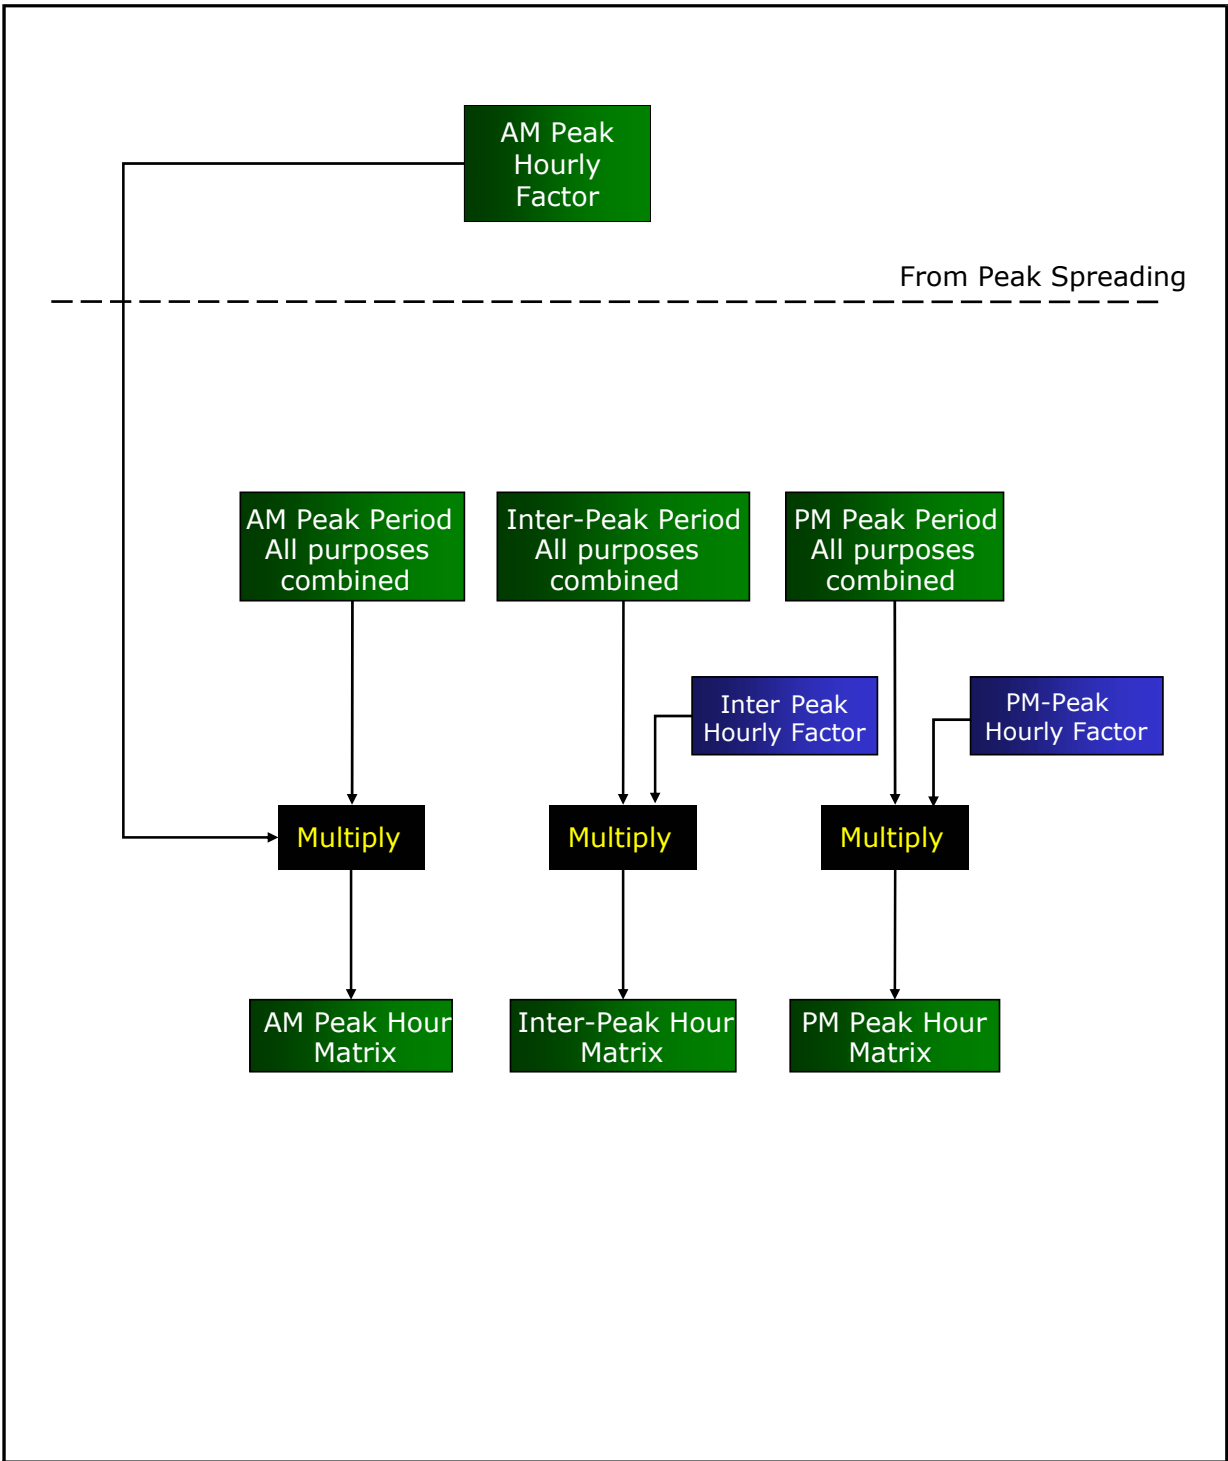 AM Peak
Hourly
Factor
From Peak Spreading
AM Peak Period
All purposes
combined
Inter-Peak Period
All purposes
combined
PM Peak Period
All purposes
combined
Inter Peak
Hourly Factor
PM-Peak
Hourly Factor
Multiply
Multiply
Multiply
AM Peak Hour
Matrix
Inter-Peak Hour
Matrix
PM Peak Hour
Matrix